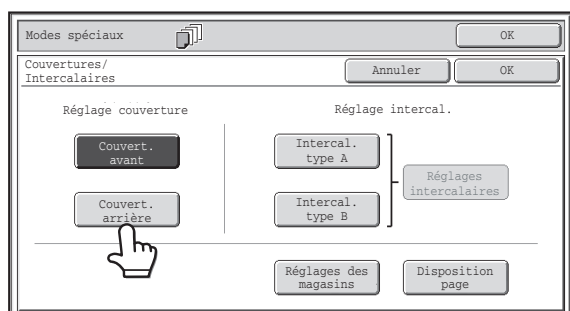 Modes spéciaux
OK
Couvertures/
Intercalaires
Annuler
OK
Réglage couverture
Réglage intercal.
Couvert.
avant
Intercal.
type A
Réglages
intercalaires
Couvert.
arrière
Intercal.
type B
Réglages des
magasins
Disposition
page